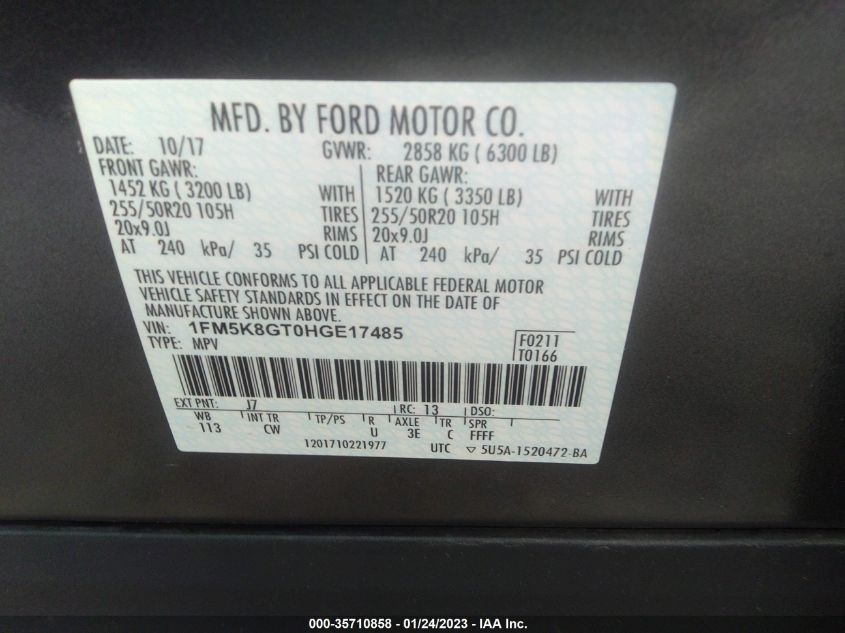 MFD. BY FORD MOTOR CO.
DATE: 10/17 GVWR: 2858 KG ( 6300 LB)
FRONT GAWR: REAR GAWR:
1452 KG ( 3200 LB) WITH 1520 KG ( 3350 LB) WITH
255/50R20 105H TIRES 255/50R20 105H TIRES
20x9.0J RIMS 20x9.0J RIMS
AT 240 kPa/ 35 PSI COLD AT 240 kPa/ 35 PSI COLD
THIS VEHICLE CONFORMS TO ALL APPLICABLE FEDERAL MOTOR
VEHICLE SAFETY STANDARDS IN EFFECT ON THE DATE OF
MANUFACTURE SHOWN ABOVE.
VIN: 1FM5K8GT0HGE17485 F0211
TYPE: MPV T0166
EXT PNT: J7 RC: 13 DSO:
WB INT TR TP/PS R AXLE TR SPR
113 CW U 3E C FFFF
1201710221977 UTC ▽ 5U5A-1520472-BA
000-35710858 - 01/24/2023 - IAA Inc.